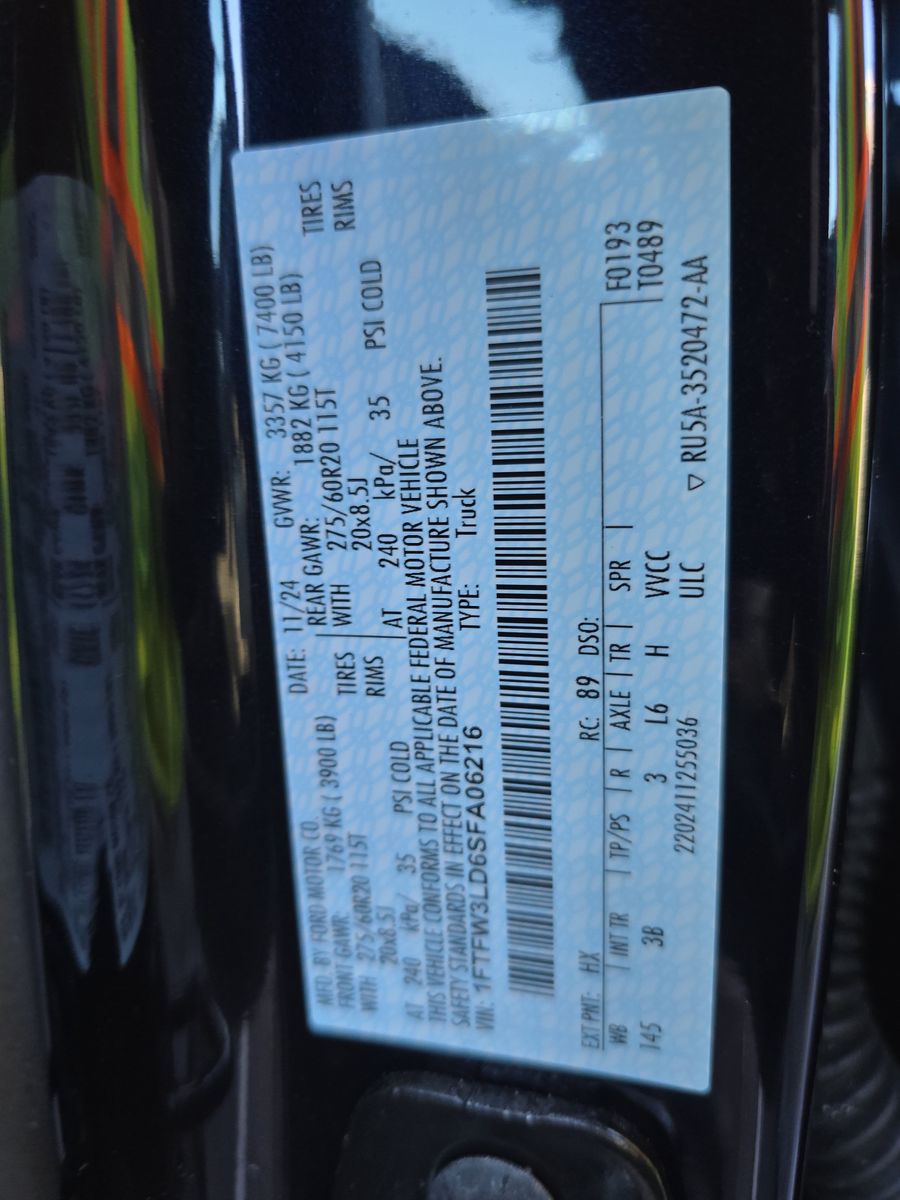 MFD. BY FORD MOTOR CO. DATE: 11/24 GVWR: 3357 KG ( 7400 LB)
FRONT GAWR: 1769 KG ( 3900 LB) REAR GAWR: 1882 KG ( 4150 LB)
WITH 275/60R20 115T TIRES WITH 275/60R20 115T TIRES
20x8.5J RIMS 20x8.5J RIMS
AT 240 kPa/ 35 PSI COLD AT 240 kPa/ 35 PSI COLD
THIS VEHICLE CONFORMS TO ALL APPLICABLE FEDERAL MOTOR VEHICLE
SAFETY STANDARDS IN EFFECT ON THE DATE OF MANUFACTURE SHOWN ABOVE.
VIN: 1FTFW3LD6SFA06216 TYPE: Truck
EXT PNT: HX RC: 89 DSO:
WB INT TR TP/PS R AXLE TR SPR F0193
145 3B 3 L6 H VVCC T0489
2202411255036 ULC ▽ RU5A-3520472-AA